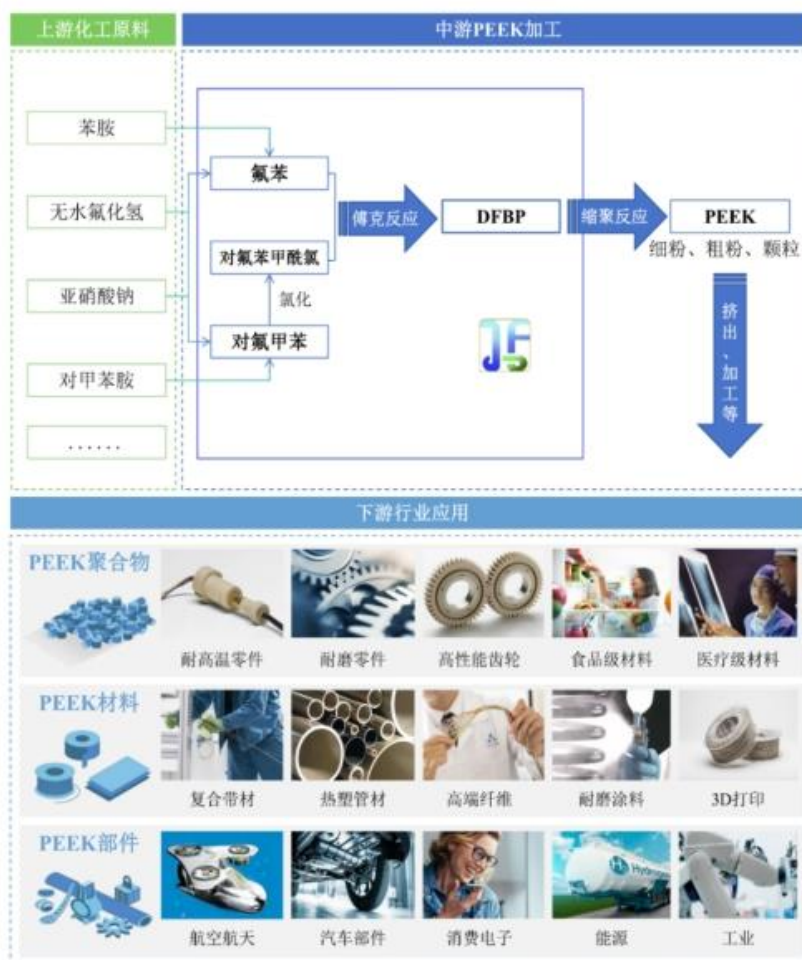 上游化工原料
中游PEEK加工
苯胺
无水氟化氢
亚硝酸钠
对甲苯胺
......
氟苯
对氟苯甲酰氯
氯化
对氟甲苯
傅克反应
DFBP
缩聚反应
PEEK
细粉、粗粉、颗粒
挤出、加工等
下游行业应用
PEEK聚合物
耐高温零件
耐磨零件
高性能齿轮
食品级材料
医疗级材料
PEEK材料
复合带材
热塑管材
高端纤维
耐磨涂料
3D打印
PEEK部件
航空航天
汽车部件
消费电子
能源
工业